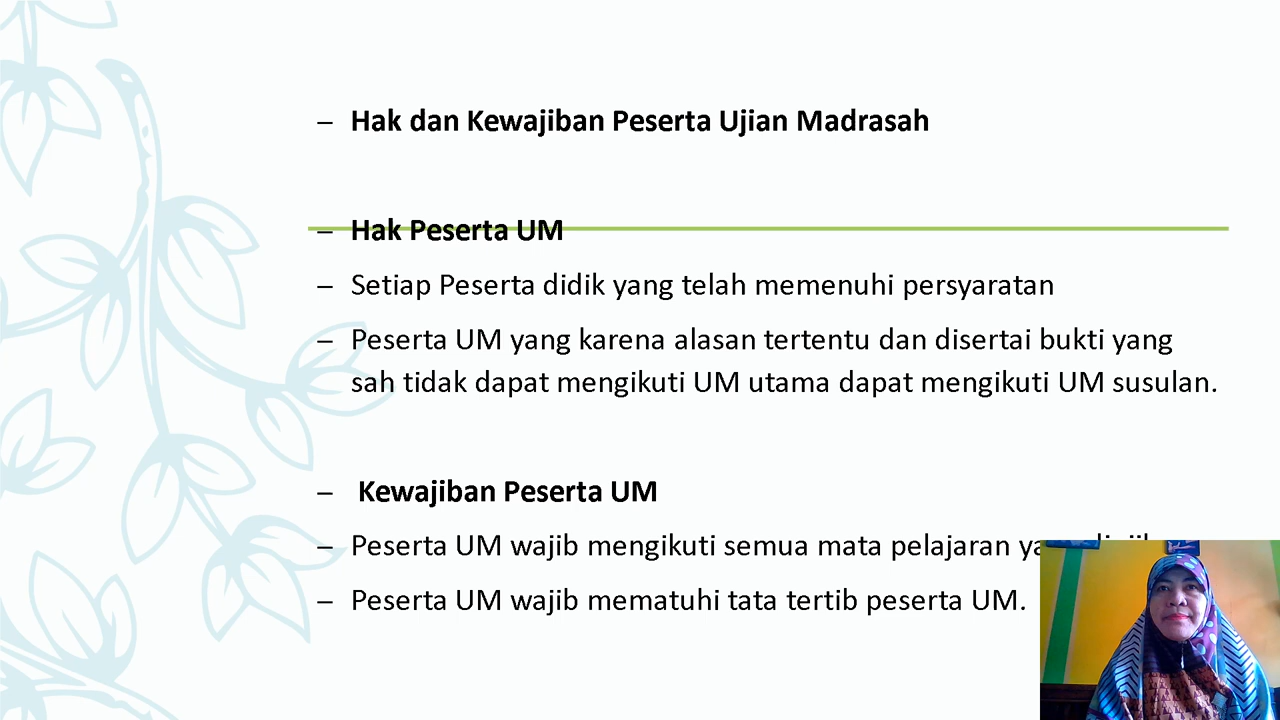 – Hak dan Kewajiban Peserta Ujian Madrasah
– Hak Peserta UM
– Setiap Peserta didik yang telah memenuhi persyaratan
– Peserta UM yang karena alasan tertentu dan disertai bukti yang
sah tidak dapat mengikuti UM utama dapat mengikuti UM susulan.
– Kewajiban Peserta UM
– Peserta UM wajib mengikuti semua mata pelajaran
– Peserta UM wajib mematuhi tata tertib peserta UM.